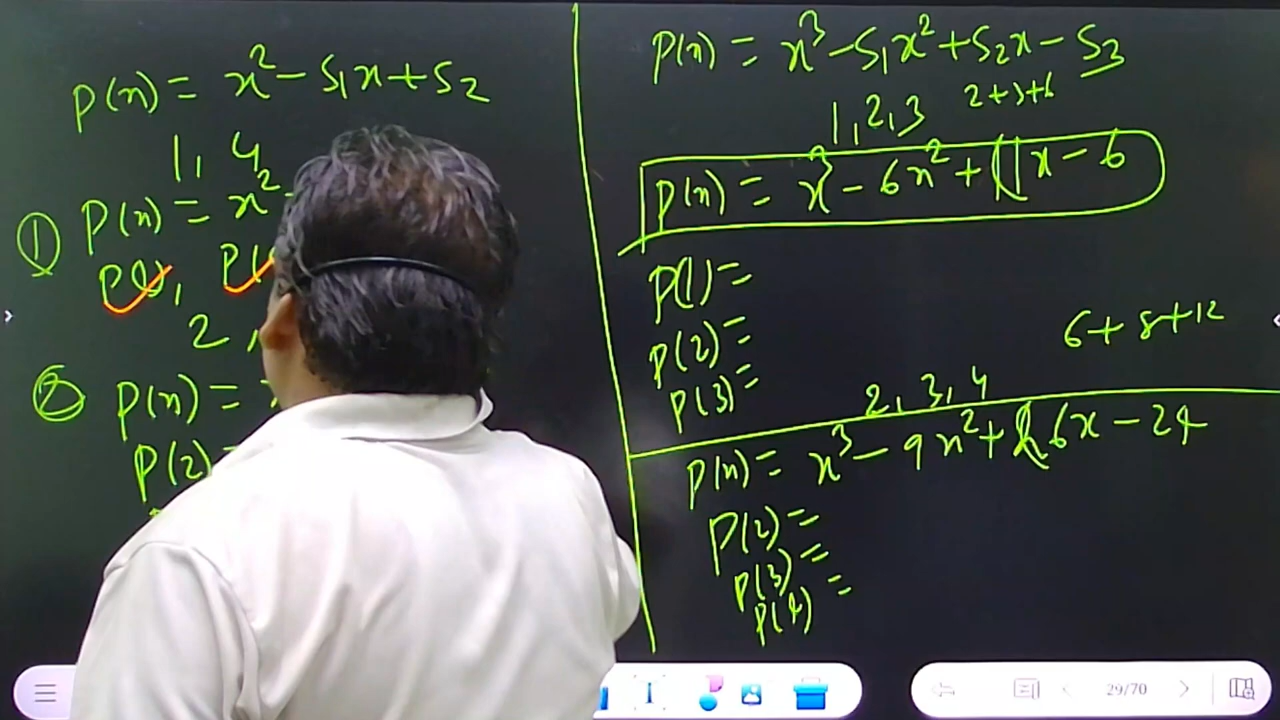 P(x) = x² - S₁x + S₂
1, 4
① P(x) = x² -
2,
② P(x) =
P(2)
P(x) = x³ - S₁x² + S₂x - S₃
1, 2, 3 2+3+6
P(x) = x³ - 6x² + 11x - 6
P(1) =
P(2) =
P(3) =
6 + 8 + 12
2, 3, 4
P(x) = x³ - 9x² + 26x - 24
P(2) =
P(3) =
P(4) =
29/70